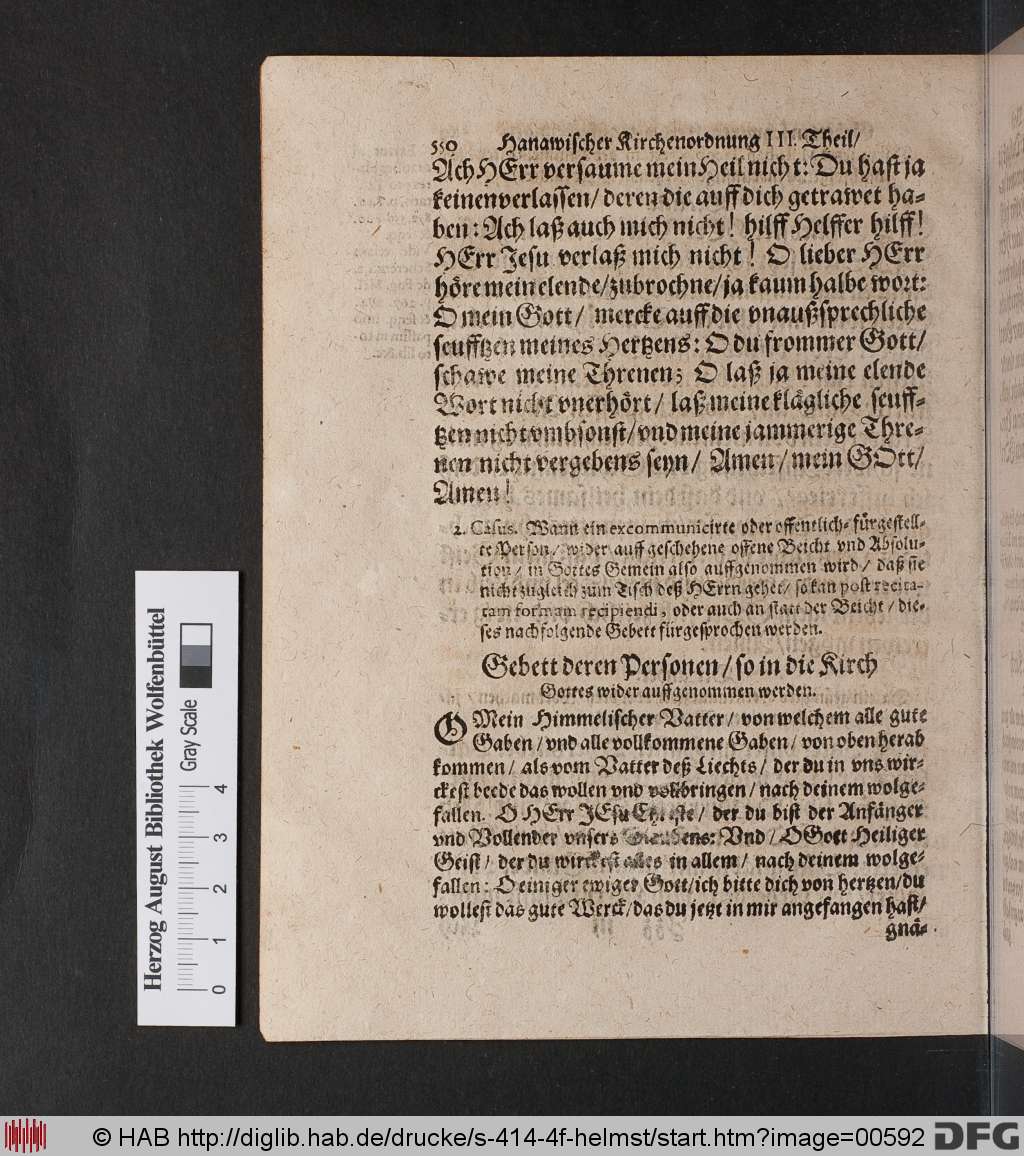 550 Hanawischer Kirchenordnung III. Theil/
Ach HErr versaume mein Heil nicht: Du hast ja
keinen verlassen/ deren die auff dich getrawet ha-
ben: Ach laß auch mich nicht! hilff Helffer hilff!
HErr Jesu verlaß mich nicht! O lieber HErr
höre mein elende/zubrochne/ja kaum halbe wort:
O mein Gott/ mercke auff die vnaußsprechliche
seufftzen meines Hertzens: O du frommer Gott/
schawe meine Threnen; O laß ja meine elende
Wort nicht vnerhört/ laß meine klägliche seuff-
tzen nicht vmbsonst/vnd meine jammerige Thre-
nen nicht vergebens seyn/ Amen/mein GOtt/
Amen!
2. Casus. Wann ein excommunicirte oder offentlich-fürgestell-
te Person/ wider auff geschehene offene Beicht vnd Absolu-
tion/ in Gottes Gemein also auffgenommen wird/ daß sie
nicht zugleich zum Tisch deß HErrn gehet/ so kan post recita-
tam formam recipiendi, oder auch an statt der Beicht/ die-
ses nachfolgende Gebett fürgesprochen werden.
Gebett deren Personen/ so in die Kirch
Gottes wider auffgenommen werden.
O Mein Himmelischer Vatter/ von welchem alle gute
Gaben/vnd alle vollkommene Gaben/von oben herab
kommen/ als vom Vatter deß Liechts/ der du in vns wir-
ckest beede das wollen vnd vollbringen/nach deinem wolge-
fallen. O HErr JEsu Christe/ der du bist der Anfänger
vnd Vollender vnsers Glaubens: Vnd/ O Gott Heiliger
Geist/ der du wirckest alles in allem/ nach deinem wolge-
fallen: O einiger ewiger Gott/ich bitte dich von hertzen/du
wollest das gute Werck/das du jetzt in mir angefangen hast/
gnä-
Herzog August Bibliothek Wolfenbüttel
Gray Scale
0 1 2 3 4
© HAB http://diglib.hab.de/drucke/s-414-4f-helmst/start.htm?image=00592 DFG